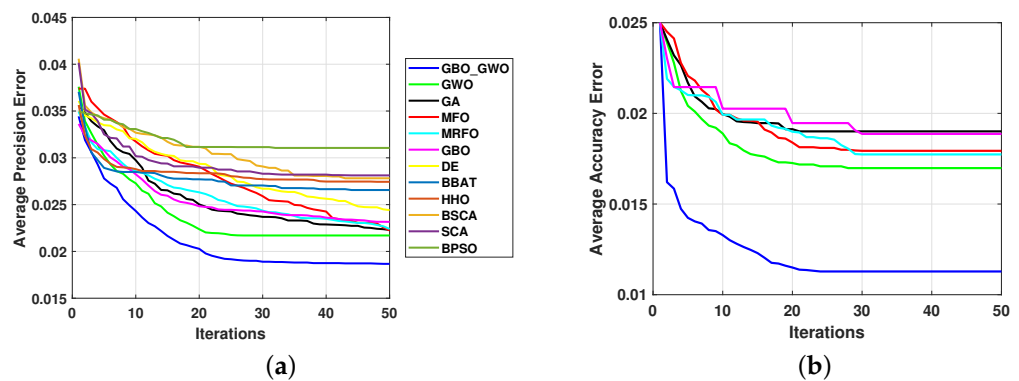 0.045
0.04
0.035
0.03
0.025
0.02
0.015
0 10 20 30 40 50
Average Precision Error
Iterations
(a)
GBO_GWO
GWO
GA
MFO
MRFO
GBO
DE
BBAT
HHO
BSCA
SCA
BPSO
0.025
0.02
0.015
0.01
0 10 20 30 40 50
Average Accuracy Error
Iterations
(b)